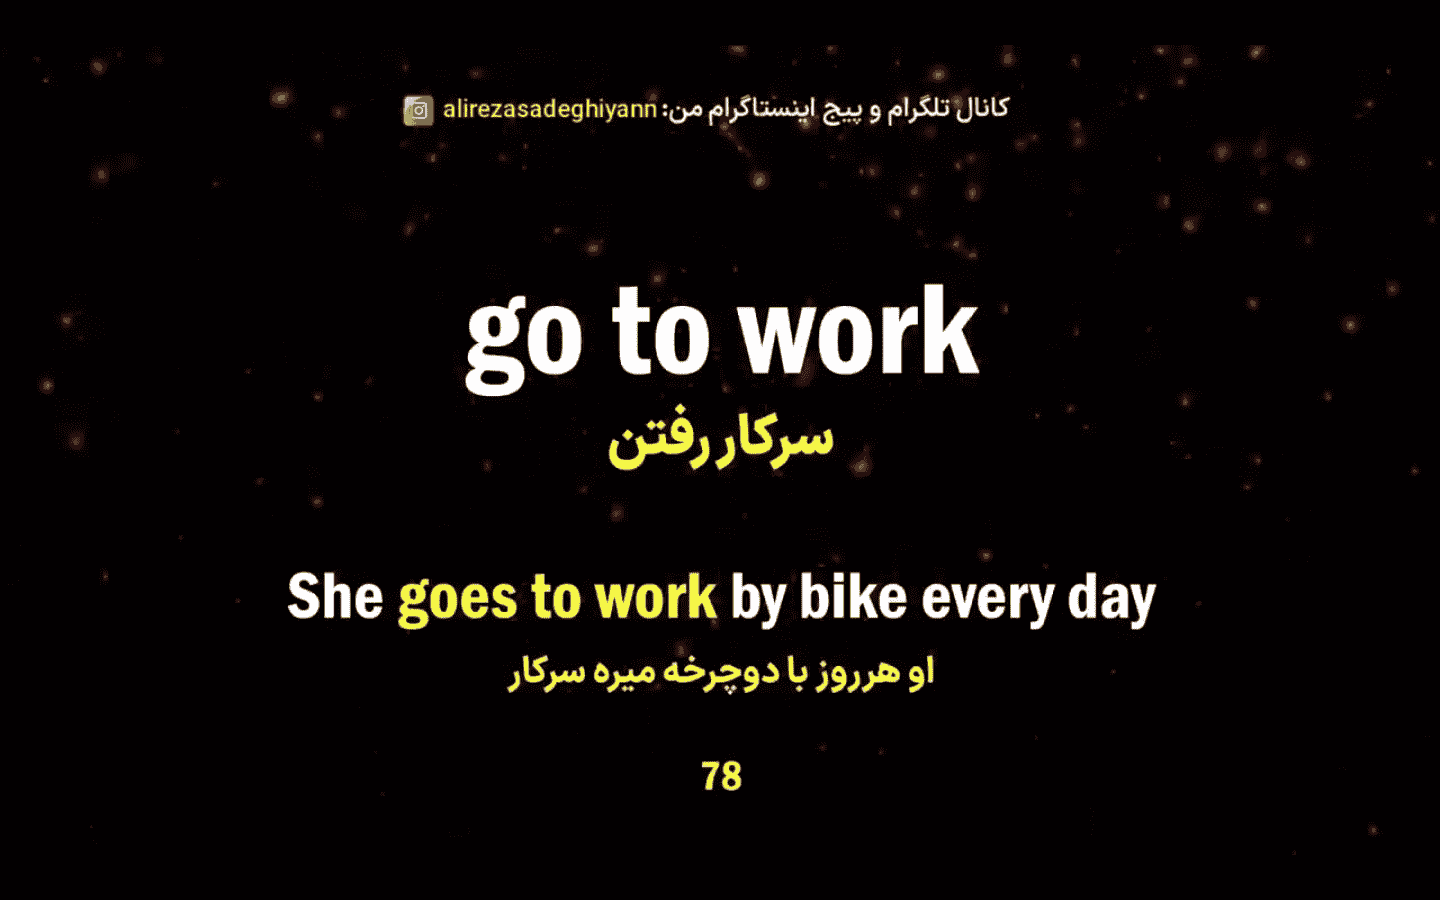 کانال تلگرام و پیج اینستاگرام من: alirezasadeghiyann
go to work
سرکار رفتن
She goes to work by bike every day
او هرروز با دوچرخه میره سرکار
78